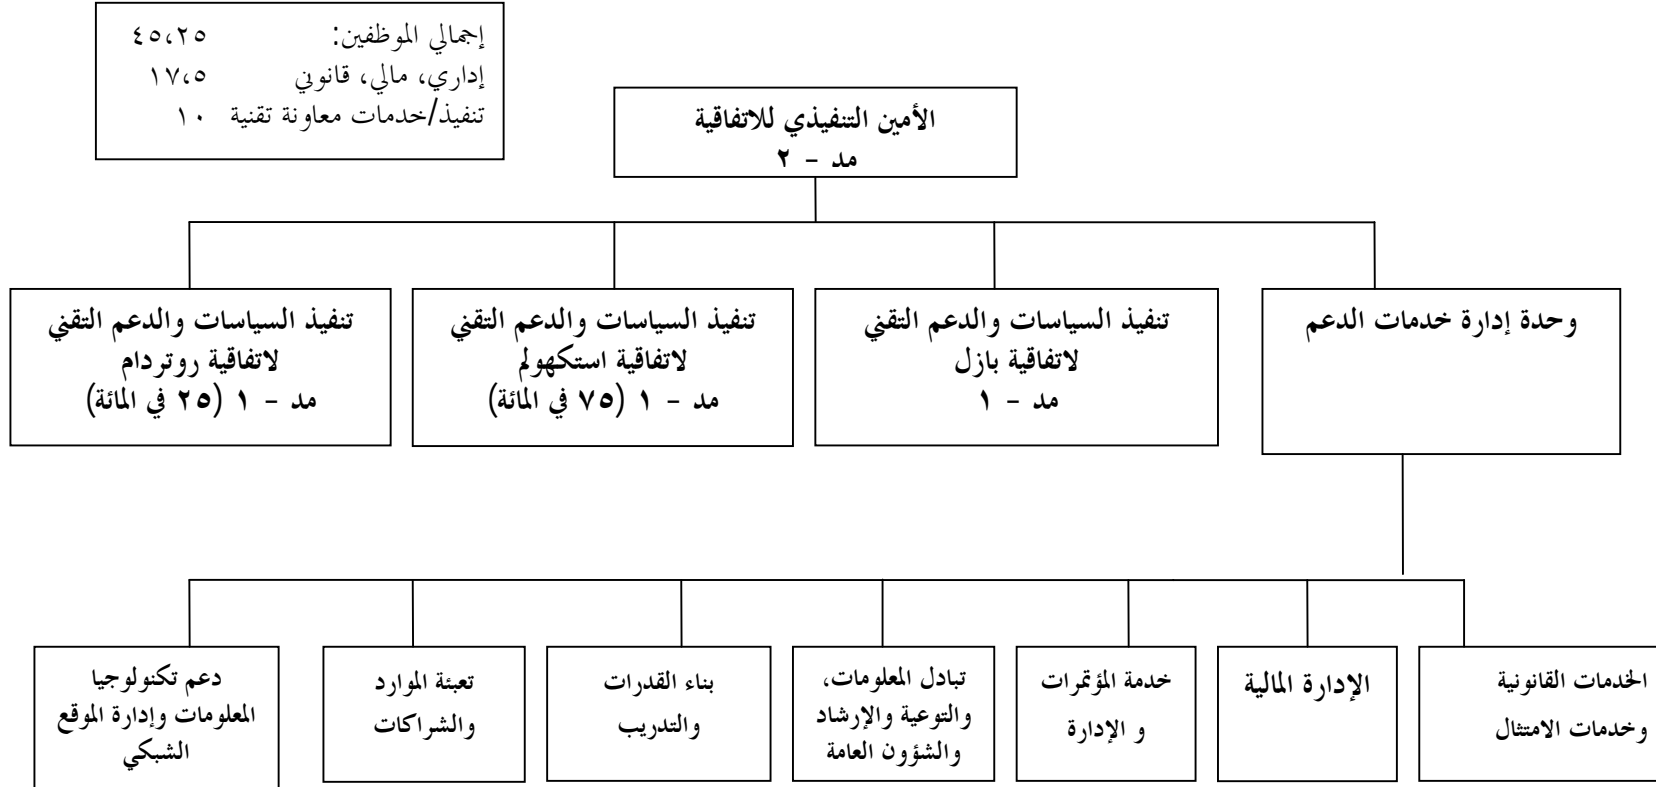 إجمالي الموظفين: ٤٥،٢٥
إداري، مالي، قانوني ١٧،٥
تنفيذ/خدمات معاونة تقنية ١٠
الأمين التنفيذي للاتفاقية
مد - ٢
وحدة إدارة خدمات الدعم
تنفيذ السياسات والدعم التقني
لاتفاقية بازل
مد - ١
تنفيذ السياسات والدعم التقني
لاتفاقية استكهولم
مد - ١ (٧٥ في المائة)
تنفيذ السياسات والدعم التقني
لاتفاقية روتردام
مد - ١ (٢٥ في المائة)
الخدمات القانونية
وخدمات الامتثال
الإدارة المالية
خدمة المؤتمرات
و الإدارة
تبادل المعلومات،
والتوعية والإرشاد
والشؤون العامة
بناء القدرات
والتدريب
تعبئة الموارد
والشراكات
دعم تكنولوجيا
المعلومات وإدارة الموقع
الشبكي